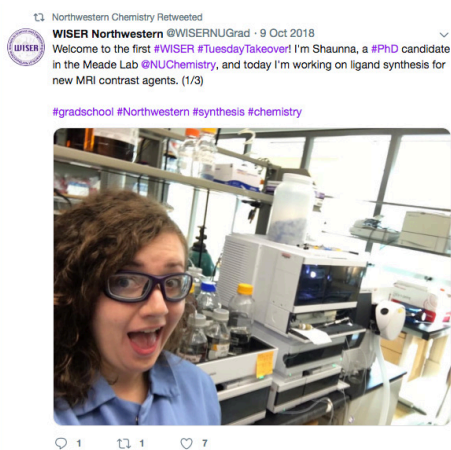 Northwestern Chemistry Retweeted
WISER Northwestern @WISERNUGrad · 9 Oct 2018
WISER
Welcome to the first #WISER #TuesdayTakeover! I'm Shaunna, a #PhD candidate
in the Meade Lab @NUChemistry, and today I'm working on ligand synthesis for
new MRI contrast agents. (1/3)
#gradschool #Northwestern #synthesis #chemistry
1 1 7